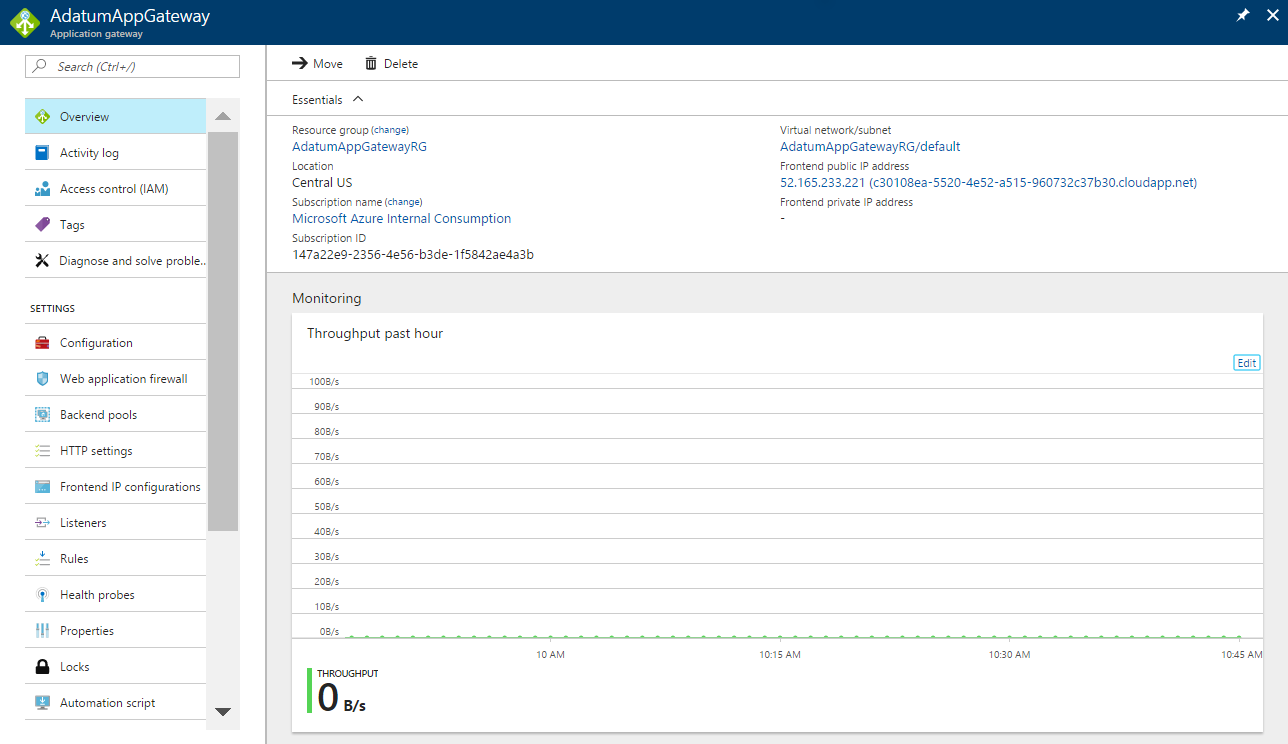 AdatumAppGateway
Application gateway
Search (Ctrl+/)
Overview
Activity log
Access control (IAM)
Tags
Diagnose and solve proble..
SETTINGS
Configuration
Web application firewall
Backend pools
HTTP settings
Frontend IP configurations
Listeners
Rules
Health probes
Properties
Locks
Automation script
Move Delete
Essentials
Resource group (change)
AdatumAppGatewayRG
Location
Central US
Subscription name (change)
Microsoft Azure Internal Consumption
Subscription ID
147a22e9-2356-4e56-b3de-1f5842ae4a3b
Virtual network/subnet
AdatumAppGatewayRG/default
Frontend public IP address
52.165.233.221 (c30108ea-5520-4e52-a515-960732c37b30.cloudapp.net)
Frontend private IP address
-
Monitoring
Throughput past hour
Edit
100B/s
90B/s
80B/s
70B/s
60B/s
50B/s
40B/s
30B/s
20B/s
10B/s
0B/s
10 AM 10:15 AM 10:30 AM 10:45 AM
THROUGHPUT
0 B/s